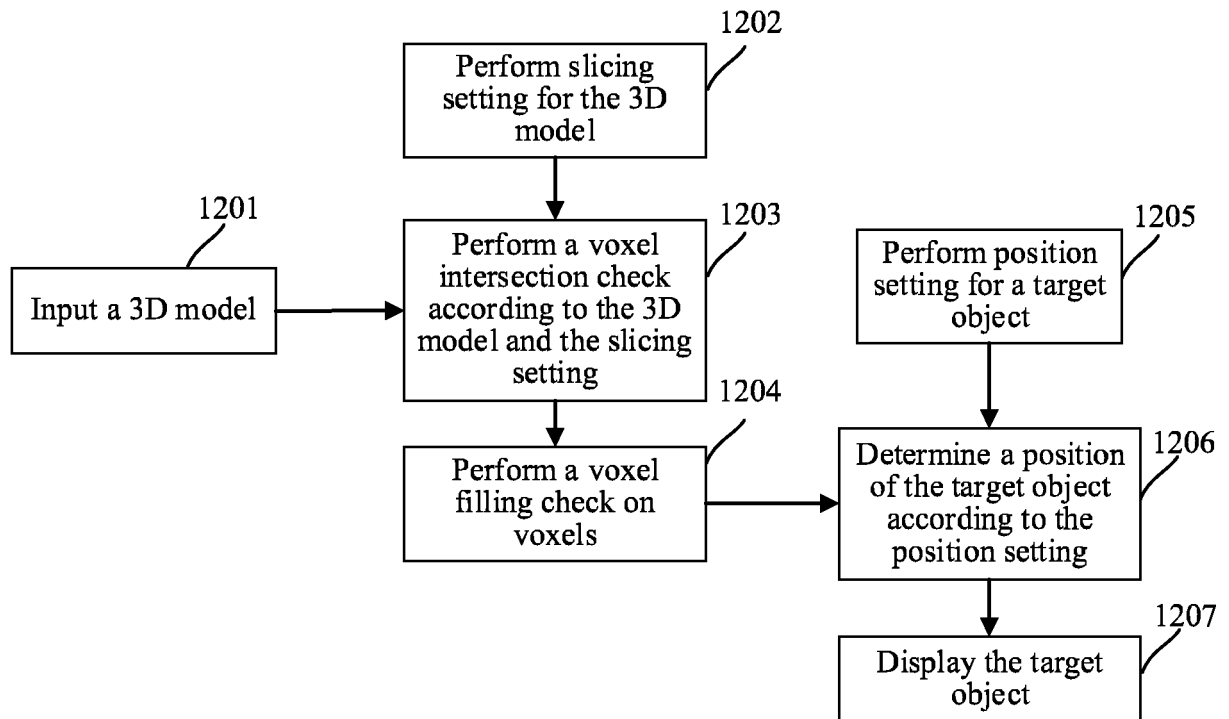 1202
Perform slicing
setting for the 3D
model
1201
Input a 3D model
1203
Perform a voxel
intersection check
according to the 3D
model and the slicing
setting
1205
Perform position
setting for a target
object
1204
Perform a voxel
filling check on
voxels
1206
Determine a position
of the target object
according to the
position setting
1207
Display the target
object